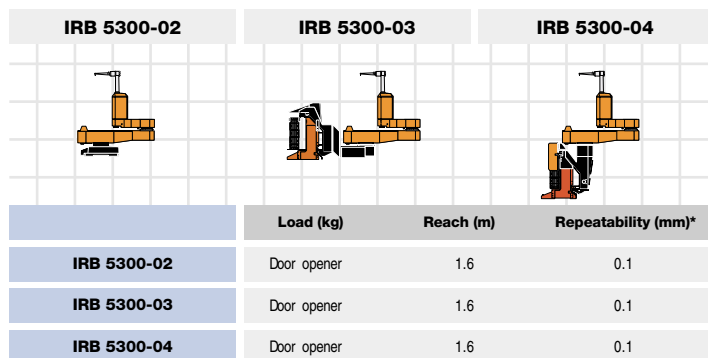 IRB 5300-02 IRB 5300-03 IRB 5300-04
Load (kg) Reach (m) Repeatability (mm)*
IRB 5300-02 Door opener 1.6 0.1
IRB 5300-03 Door opener 1.6 0.1
IRB 5300-04 Door opener 1.6 0.1